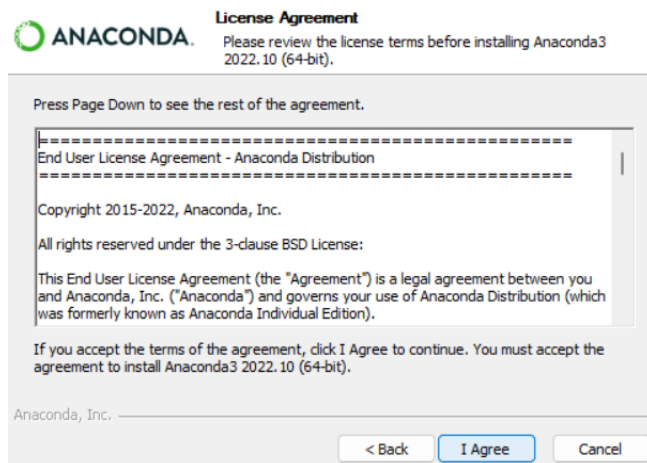 ANACONDA.
License Agreement
Please review the license terms before installing Anaconda3
2022.10 (64-bit).
Press Page Down to see the rest of the agreement.
====================================================
End User License Agreement - Anaconda Distribution
====================================================
Copyright 2015-2022, Anaconda, Inc.
All rights reserved under the 3-clause BSD License:
This End User License Agreement (the "Agreement") is a legal agreement between you
and Anaconda, Inc. ("Anaconda") and governs your use of Anaconda Distribution (which
was formerly known as Anaconda Individual Edition).
If you accept the terms of the agreement, click I Agree to continue. You must accept the
agreement to install Anaconda3 2022.10 (64-bit).
Anaconda, Inc.
< Back
I Agree
Cancel